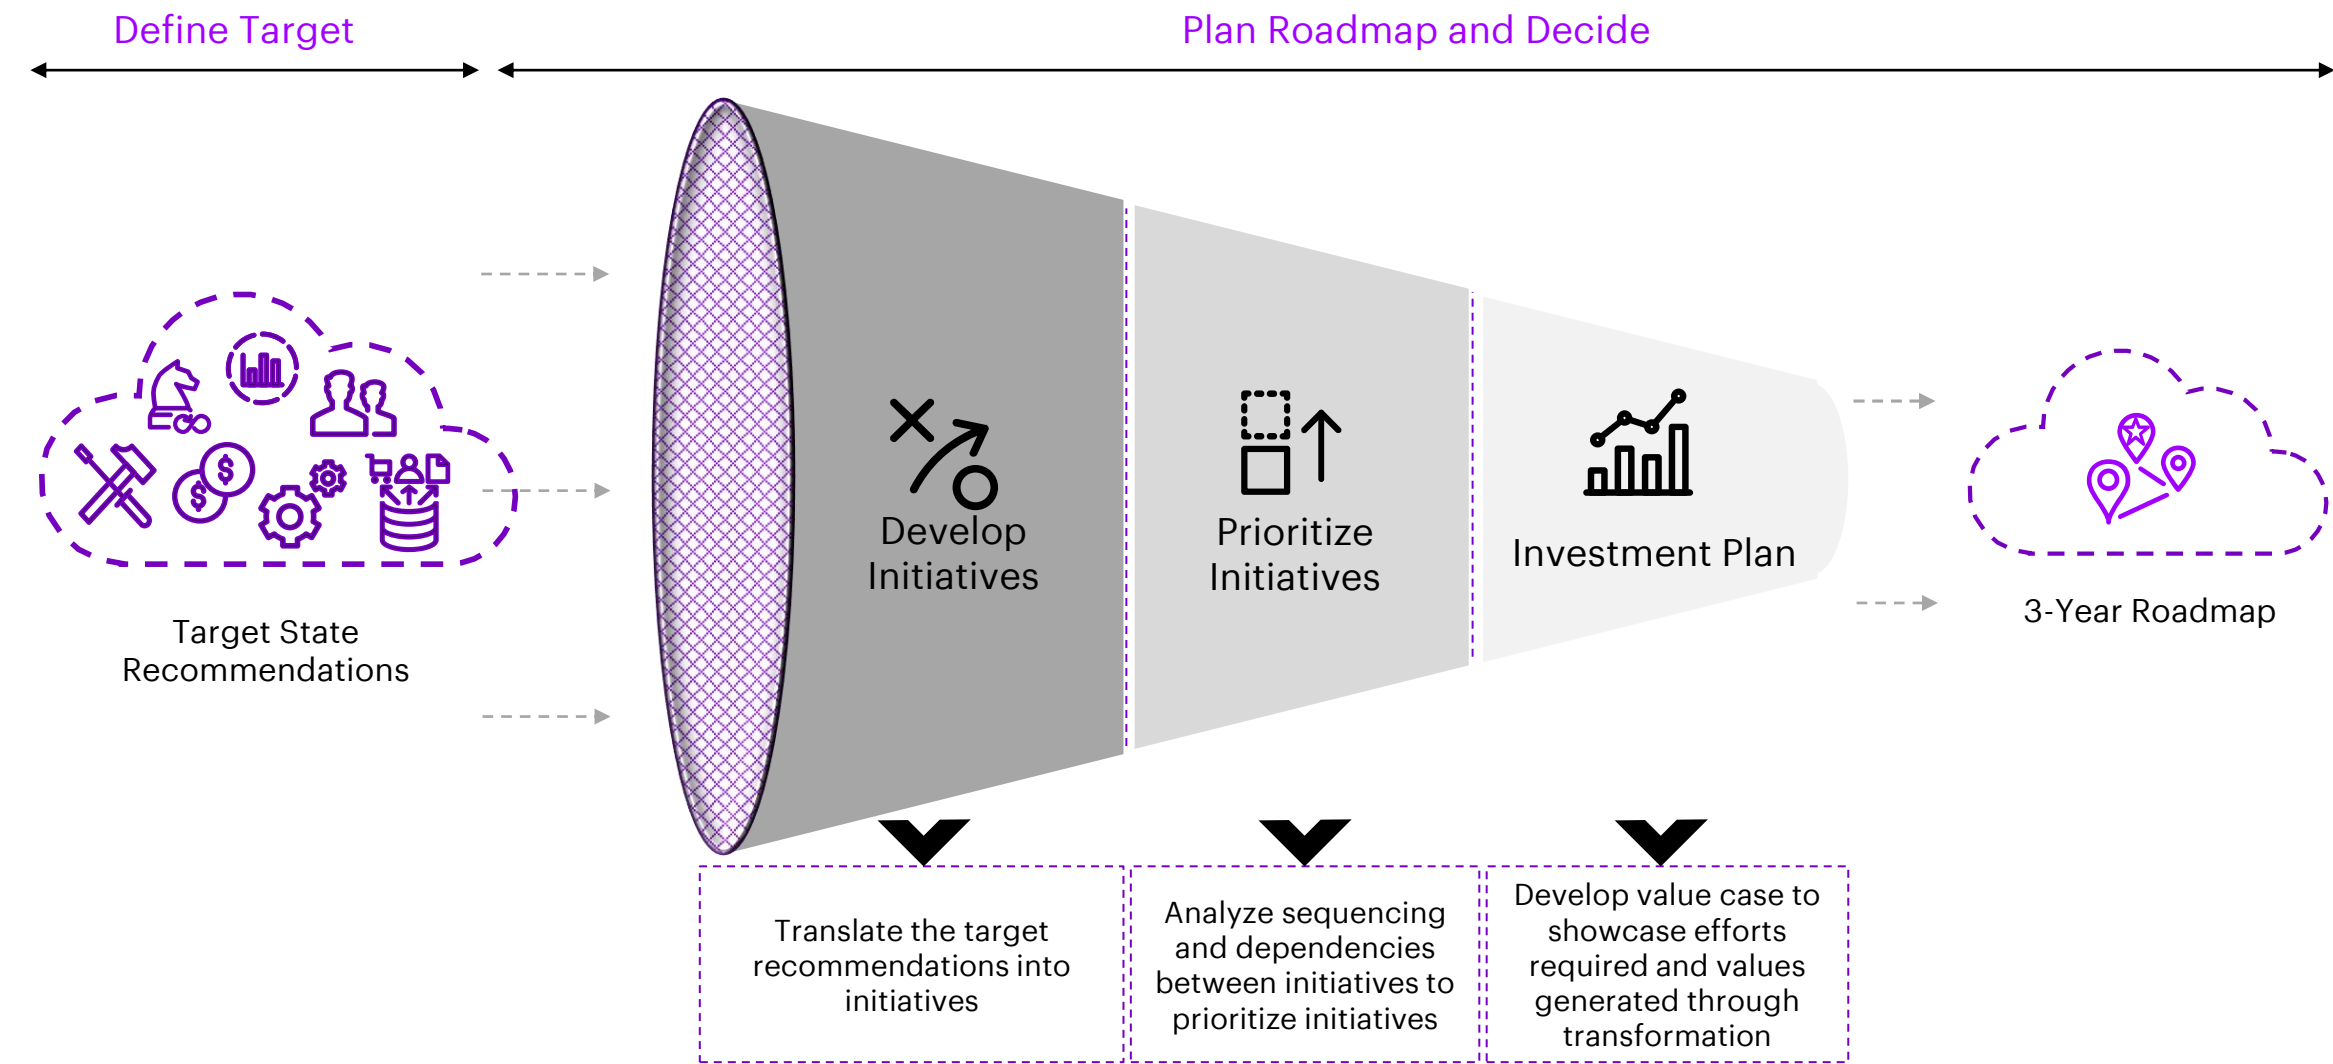 Define Target
Plan Roadmap and Decide
Target State
Recommendations
Develop
Initiatives
Prioritize
Initiatives
Investment Plan
3-Year Roadmap
Translate the target
recommendations into
initiatives
Analyze sequencing
and dependencies
between initiatives to
prioritize initiatives
Develop value case to
showcase efforts
required and values
generated through
transformation